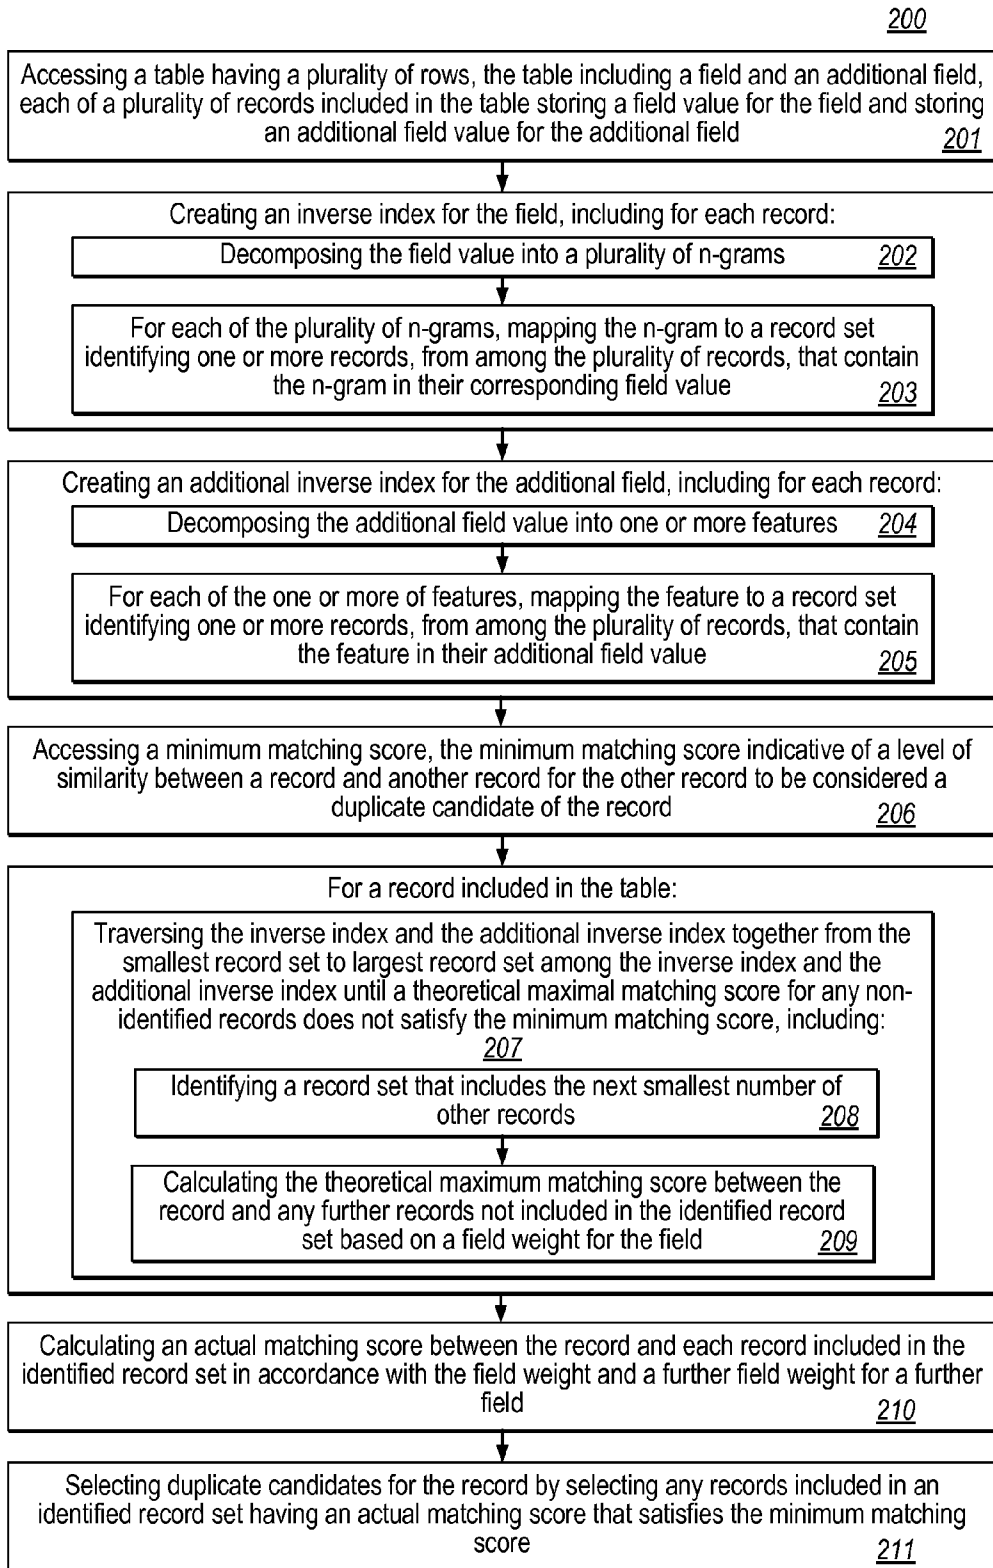 200
Accessing a table having a plurality of rows, the table including a field and an additional field,
each of a plurality of records included in the table storing a field value for the field and storing
an additional field value for the additional field
201
Creating an inverse index for the field, including for each record:
Decomposing the field value into a plurality of n-grams 202
For each of the plurality of n-grams, mapping the n-gram to a record set
identifying one or more records, from among the plurality of records, that contain
the n-gram in their corresponding field value
203
Creating an additional inverse index for the additional field, including for each record:
Decomposing the additional field value into one or more features 204
For each of the one or more of features, mapping the feature to a record set
identifying one or more records, from among the plurality of records, that contain
the feature in their additional field value
205
Accessing a minimum matching score, the minimum matching score indicative of a level of
similarity between a record and another record for the other record to be considered a
duplicate candidate of the record
206
For a record included in the table:
Traversing the inverse index and the additional inverse index together from the
smallest record set to largest record set among the inverse index and the
additional inverse index until a theoretical maximal matching score for any non-
identified records does not satisfy the minimum matching score, including:
207
Identifying a record set that includes the next smallest number of
other records
208
Calculating the theoretical maximum matching score between the
record and any further records not included in the identified record
set based on a field weight for the field
209
Calculating an actual matching score between the record and each record included in the
identified record set in accordance with the field weight and a further field weight for a further
field
210
Selecting duplicate candidates for the record by selecting any records included in an
identified record set having an actual matching score that satisfies the minimum matching
score
211